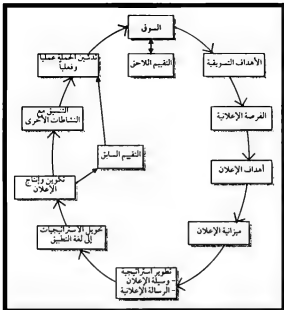 السوق
التقييم اللاحق
الأهداف التسويقية
الفرصة الإعلانية
أهداف الإعلان
ميزانية الإعلان
تطوير استراتيجية
– وسيلة الإعلان
– الرسالة الإعلانية
تحويل الاستراتيجيات
إلى لغة التطبيق
تكوين وإنتاج
الإعلان
التقييم السابق
التنسيق مع
النشاطات الأخرى
تدشين الحملة عمليا
وفعليا